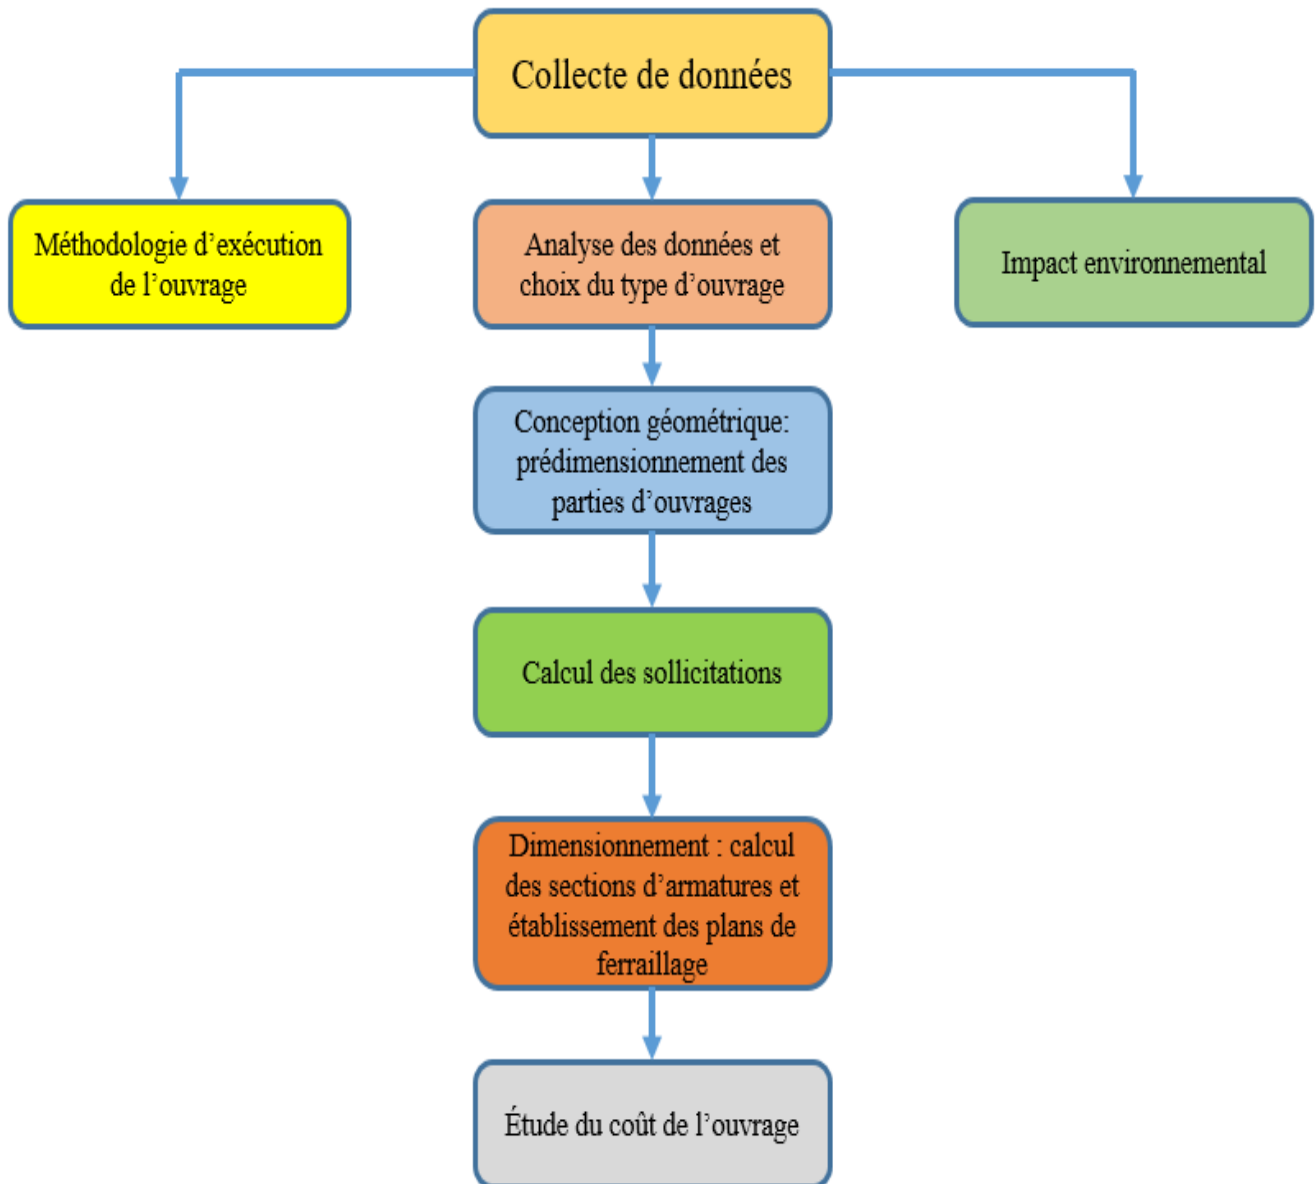 Collecte de données
Méthodologie d’exécution
de l’ouvrage
Analyse des données et
choix du type d’ouvrage
Impact environnemental
Conception géométrique:
prédimensionnement des
parties d’ouvrages
Calcul des sollicitations
Dimensionnement : calcul
des sections d’armatures et
établissement des plans de
ferraillage
Étude du coût de l’ouvrage